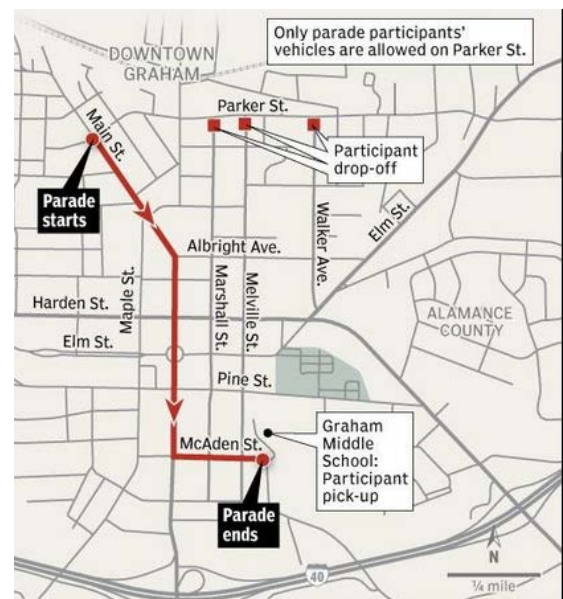 Only parade participants'
vehicles are allowed on Parker St.
DOWNTOWN
GRAHAM
Parker St.
Main St.
Participant
drop-off
Parade
starts
Walker Ave.
Elm St.
Albright Ave.
Maple St.
Marshall St.
Melville St.
Harden St.
ALAMANCE
COUNTY
Elm St.
Pine St.
McAden St.
Graham
Middle
School:
Participant
pick-up
Parade
ends
40
N
¼ mile